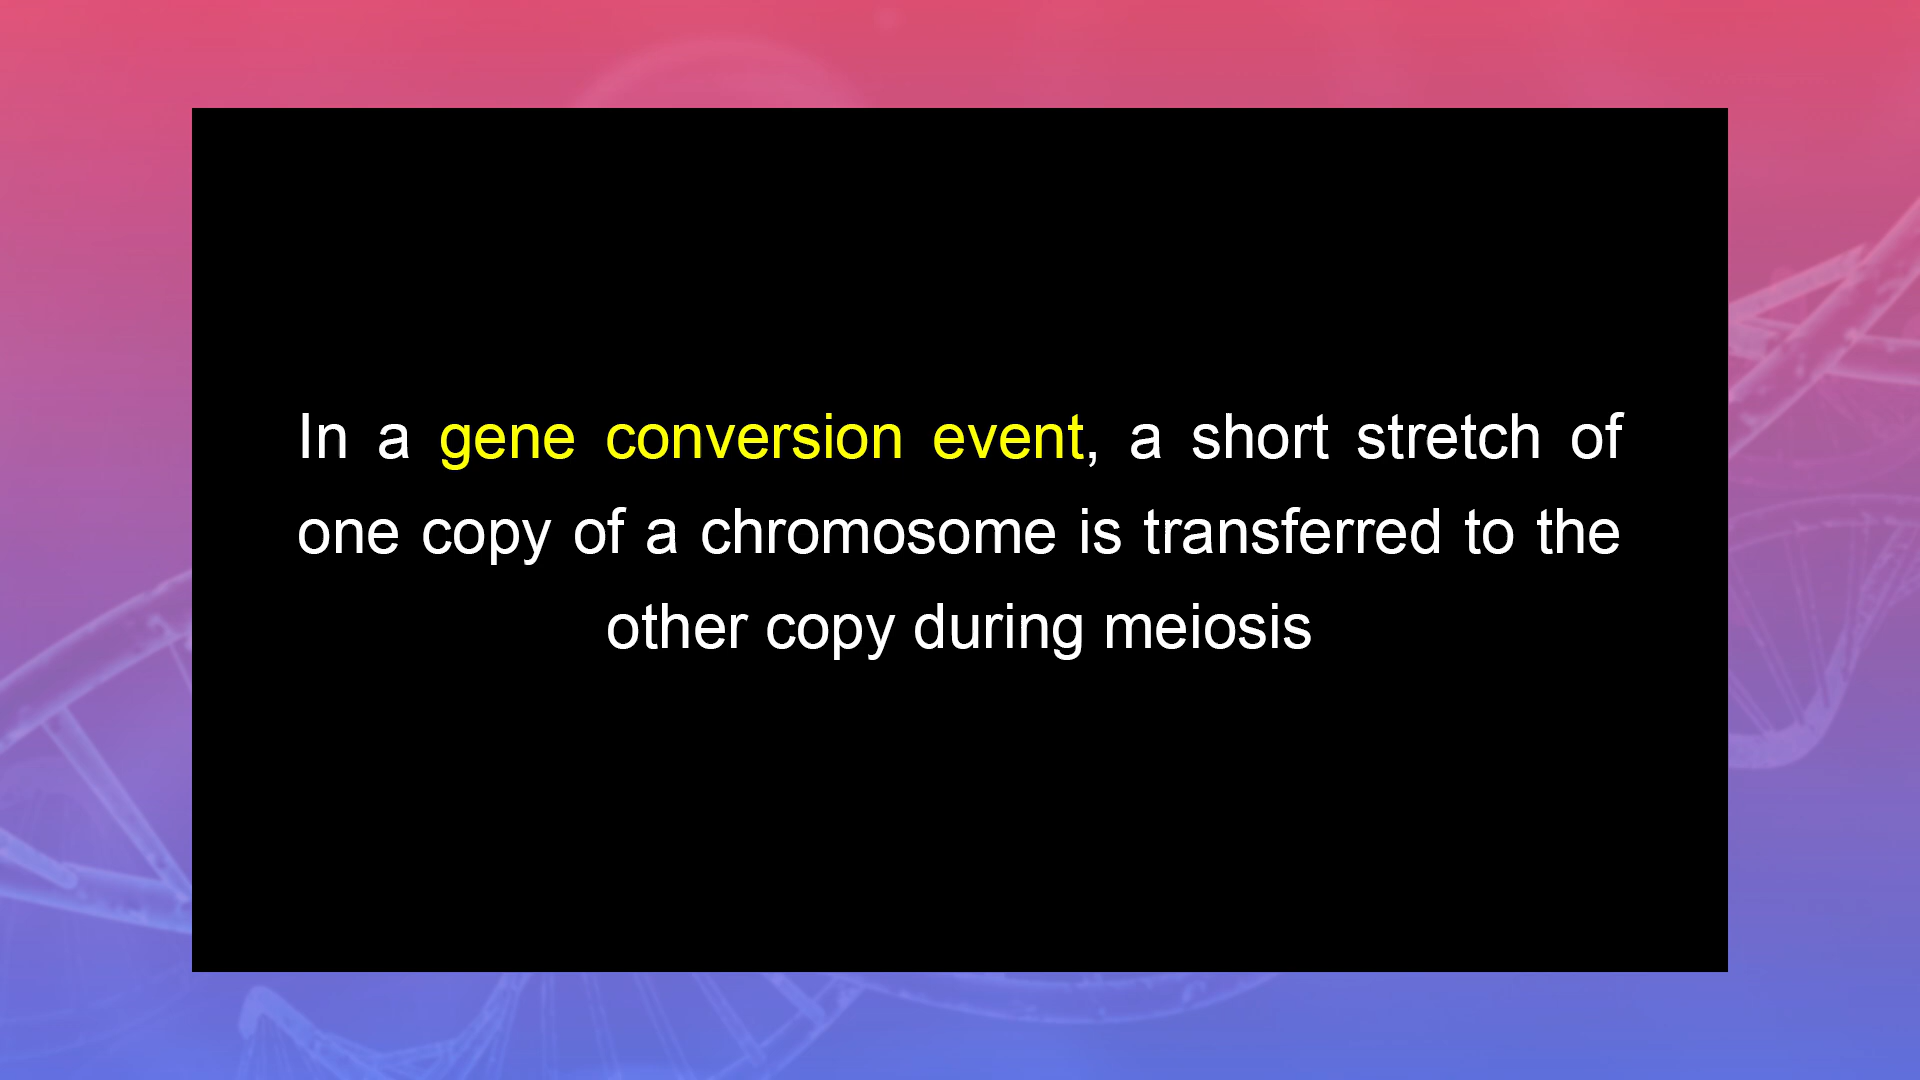 In a gene conversion event, a short stretch of
one copy of a chromosome is transferred to the
other copy during meiosis